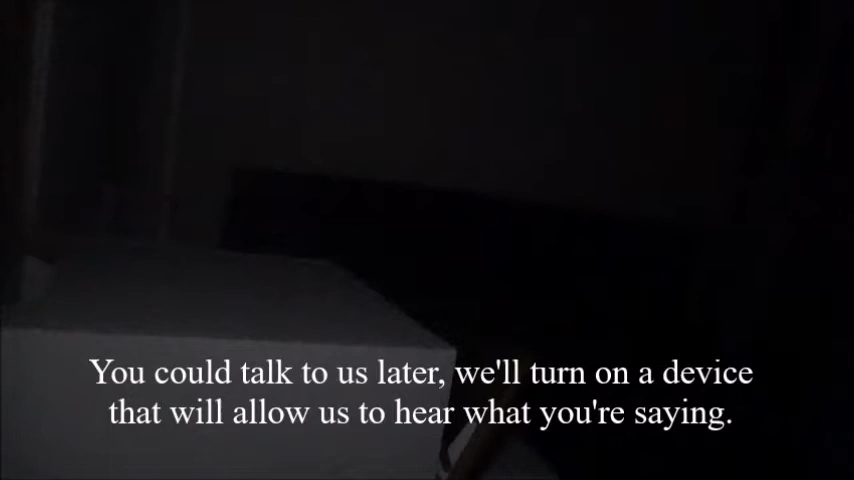 You could talk to us later, we'll turn on a device
that will allow us to hear what you're saying.